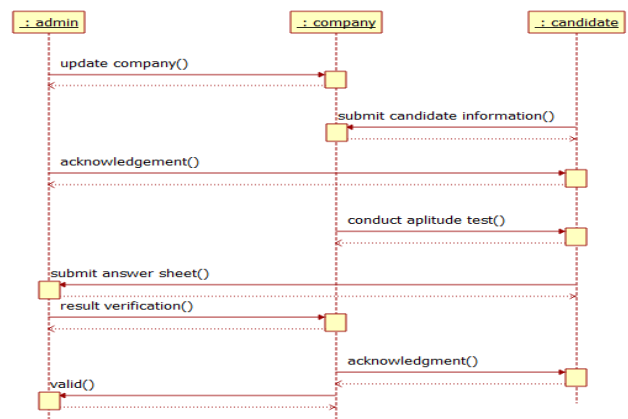 _: admin
_: company
_: candidate
update company()
submit candidate information()
acknowledgement()
conduct aplitude test()
submit answer sheet()
result verification()
acknowledgment()
valid()